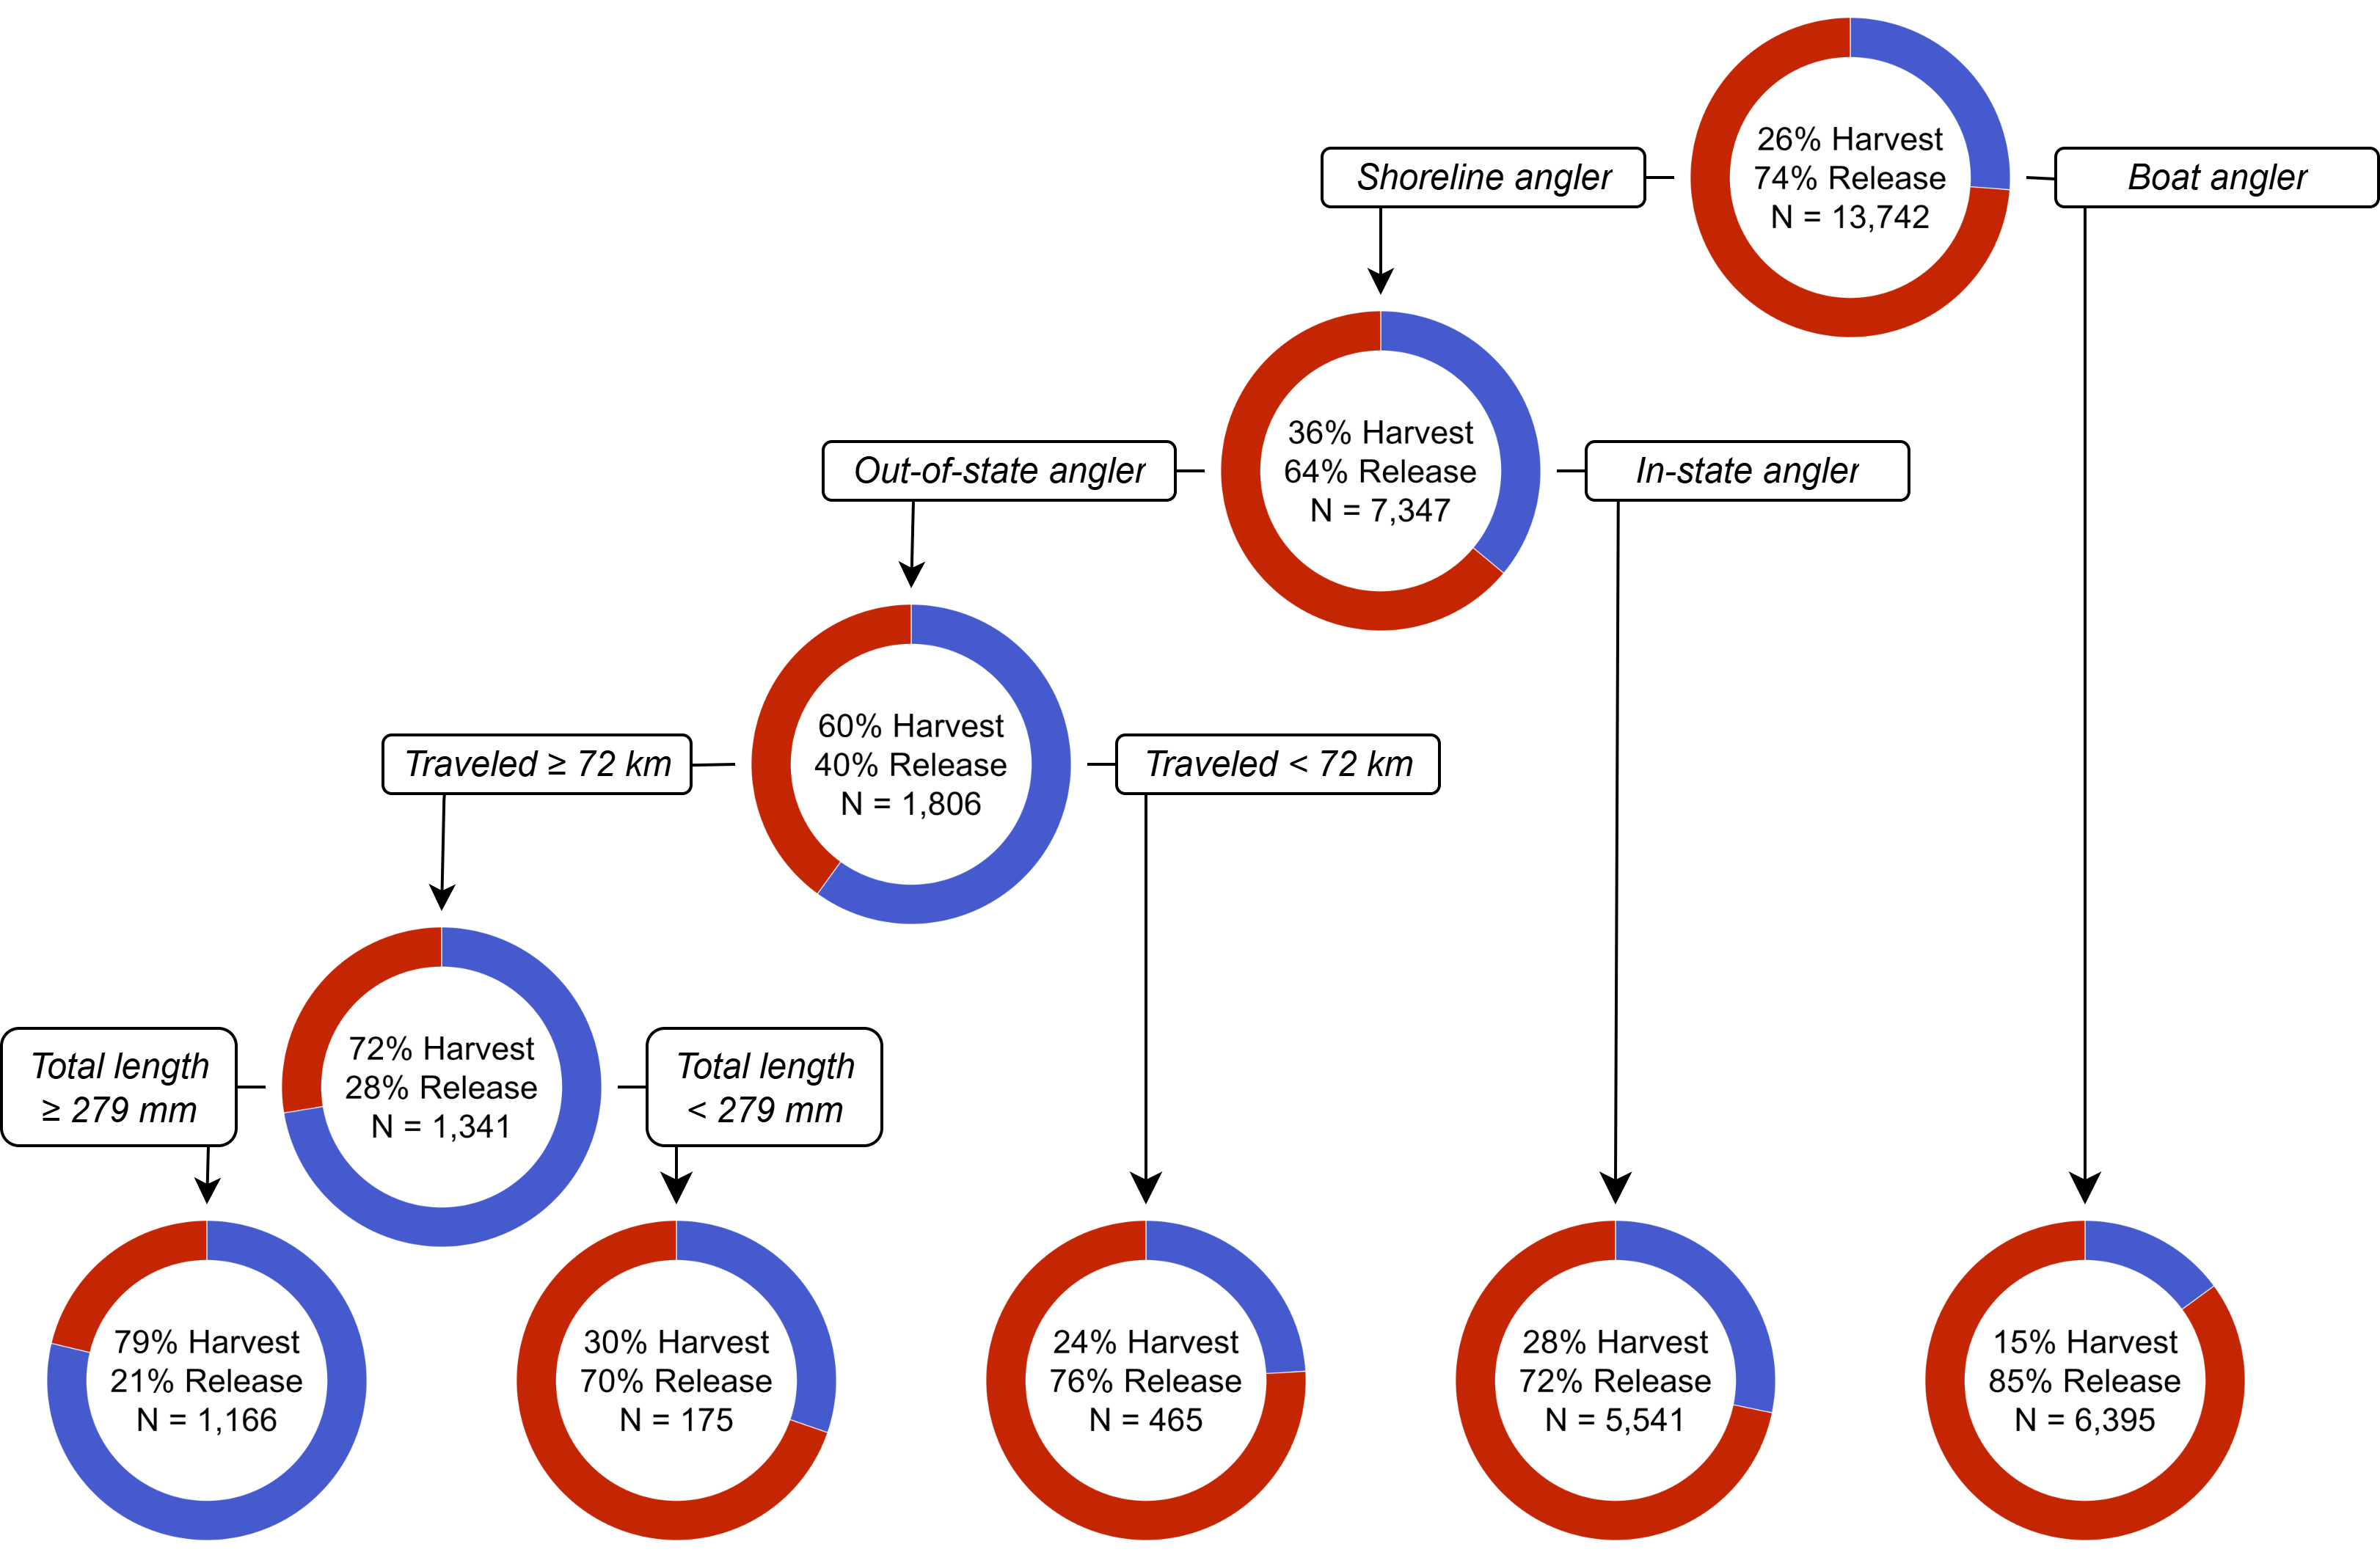 26% Harvest
74% Release
N = 13,742
Shoreline angler
Boat angler
36% Harvest
64% Release
N = 7,347
Out-of-state angler
In-state angler
60% Harvest
40% Release
N = 1,806
Traveled ≥ 72 km
Traveled < 72 km
72% Harvest
28% Release
N = 1,341
Total length
≥ 279 mm
Total length
< 279 mm
79% Harvest
21% Release
N = 1,166
30% Harvest
70% Release
N = 175
24% Harvest
76% Release
N = 465
28% Harvest
72% Release
N = 5,541
15% Harvest
85% Release
N = 6,395